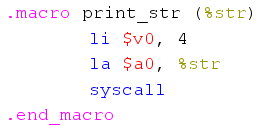 .macro print_str (%str)
li $v0, 4
la $a0, %str
syscall
.end_macro